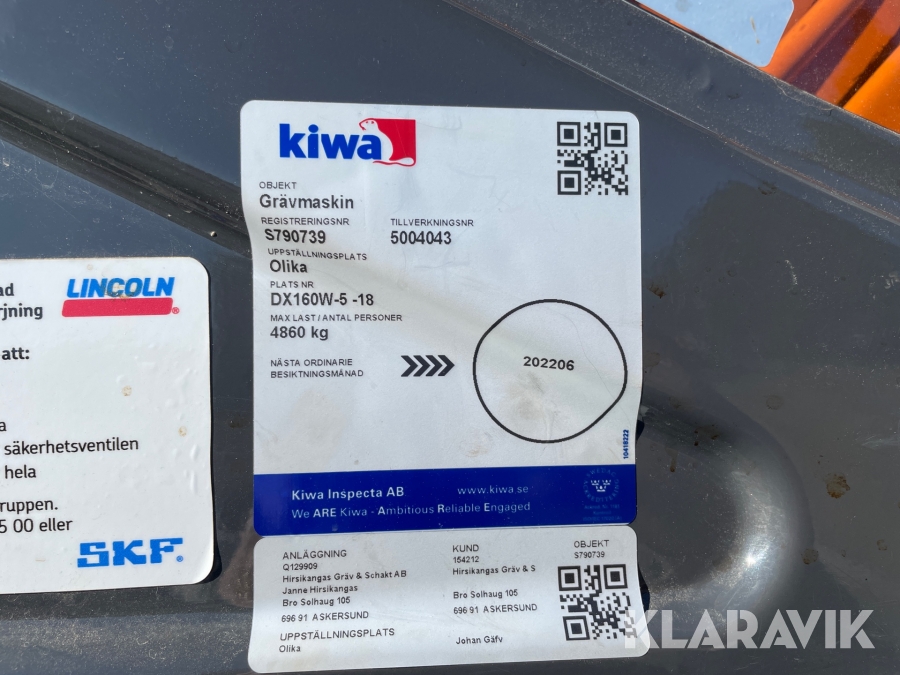 kiwa
OBJEKT
Grävmaskin
REGISTRERINGSNR TILLVERKNINGSNR
S790739 5004043
UPPSTÄLLNINGSPLATS
Olika
PLATS NR
DX160W-5 -18
MAX LAST / ANTAL PERSONER
4860 kg
NÄSTA ORDINARIE
BESIKTNINGSMÅNAD
202206
10418222
Kiwa Inspecta AB www.kiwa.se
We ARE Kiwa - Ambitious Reliable Engaged
ANLÄGGNING KUND OBJEKT
Q129909 154212 S790739
Hirsikangas Gräv & Schakt AB Hirsikangas Gräv & S
Janne Hirsikangas
Bro Solhaug 105 Bro Solhaug 105
696 91 ASKERSUND 696 91 ASKERSUND
UPPSTÄLLNINGSPLATS
Olika Johan Gäfv
LINCOLN
rjning
att:
a
säkerhetsventilen
hela
gruppen.
5 00 eller
SKF
KLARAVIK